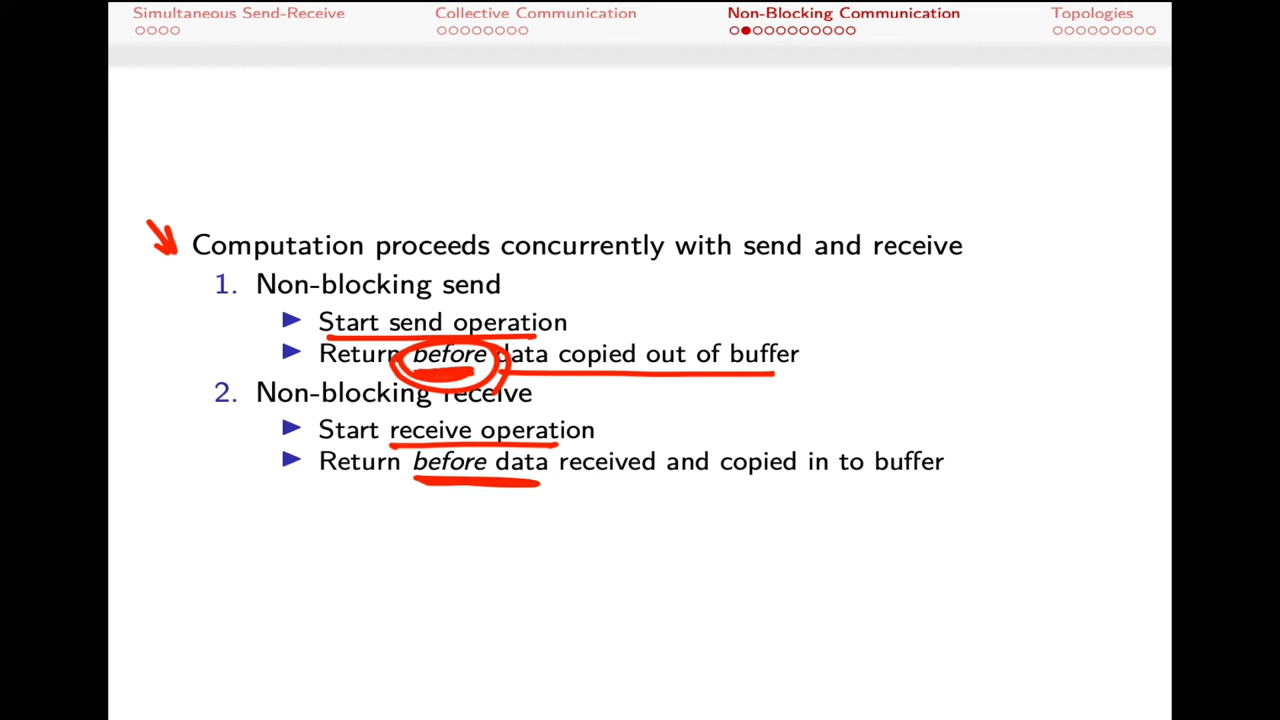 Simultaneous Send-Receive Collective Communication Non-Blocking Communication Topologies
Computation proceeds concurrently with send and receive
1. Non-blocking send
Start send operation
Return before data copied out of buffer
2. Non-blocking receive
Start receive operation
Return before data received and copied in to buffer